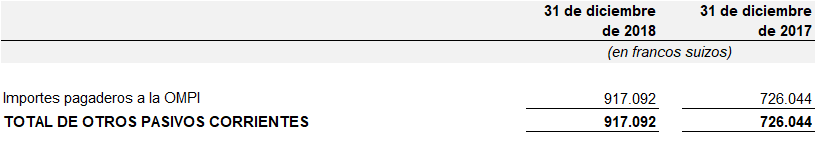 31 de diciembre 31 de diciembre
de 2018 de 2017
(en francos suizos)
Importes pagaderos a la OMPI 917.092 726.044
TOTAL DE OTROS PASIVOS CORRIENTES 917.092 726.044